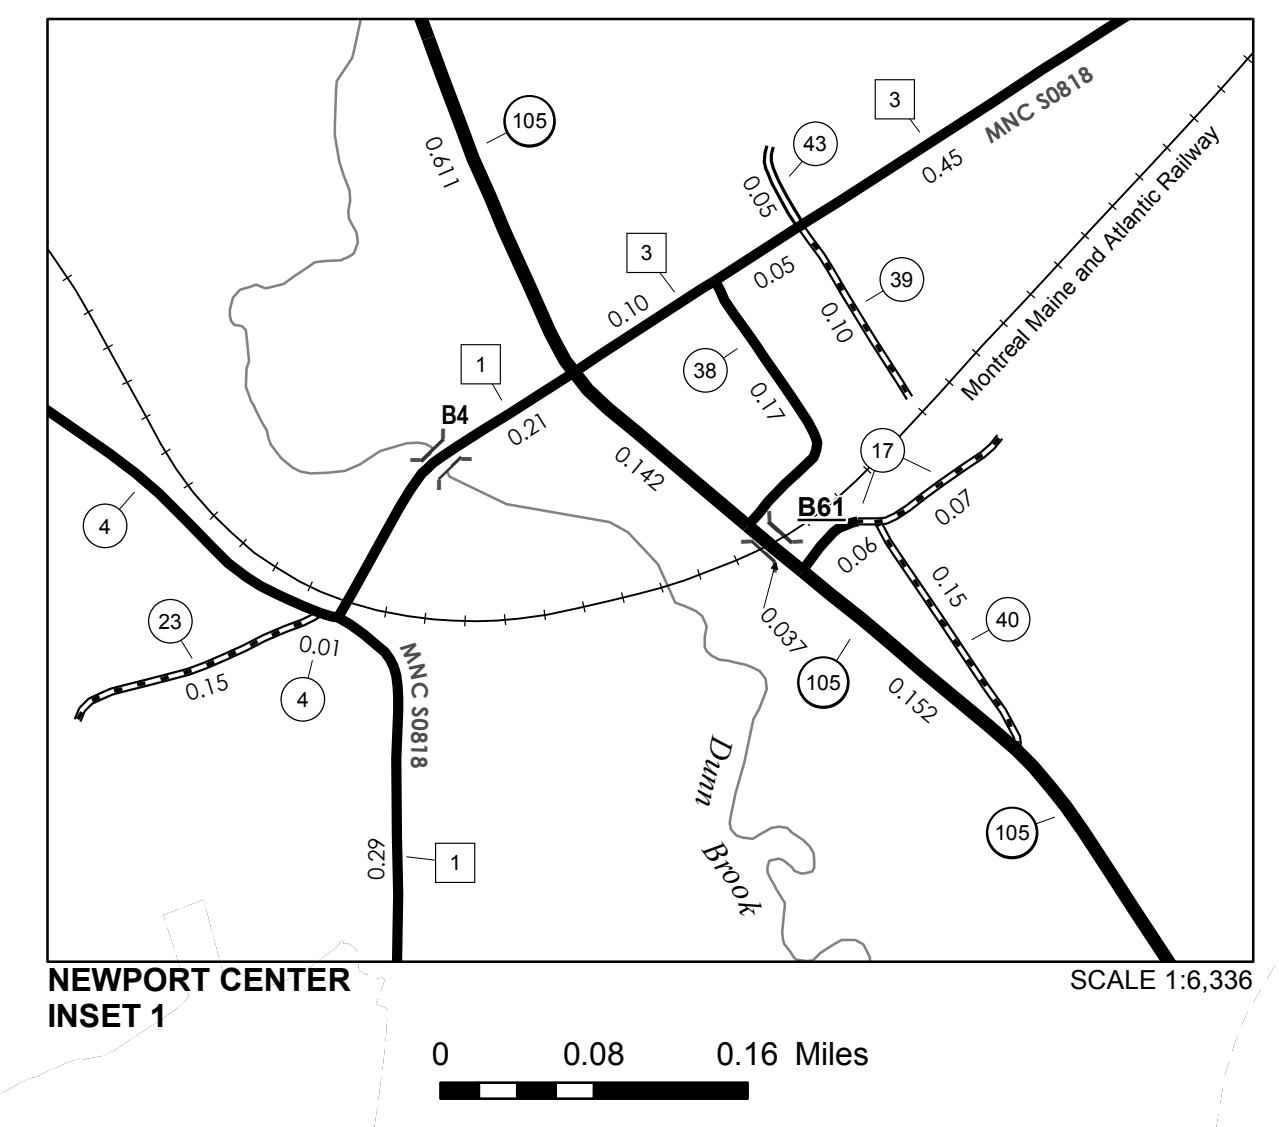 105
3
MNC S0818
43
0.611
0.45
0.05
Montreal Maine and Atlantic Railway
3
0.05
39
0.10
0.10
1
38
0.17
B4
0.21
0.142
17
B61
0.07
4
0.06
0.15
23
0.01
0.037
40
0.15
4
MNC S0818
105
0.152
Dunn
Brook
105
0.29
1
NEWPORT CENTER
INSET 1
SCALE 1:6,336
0 0.08 0.16 Miles